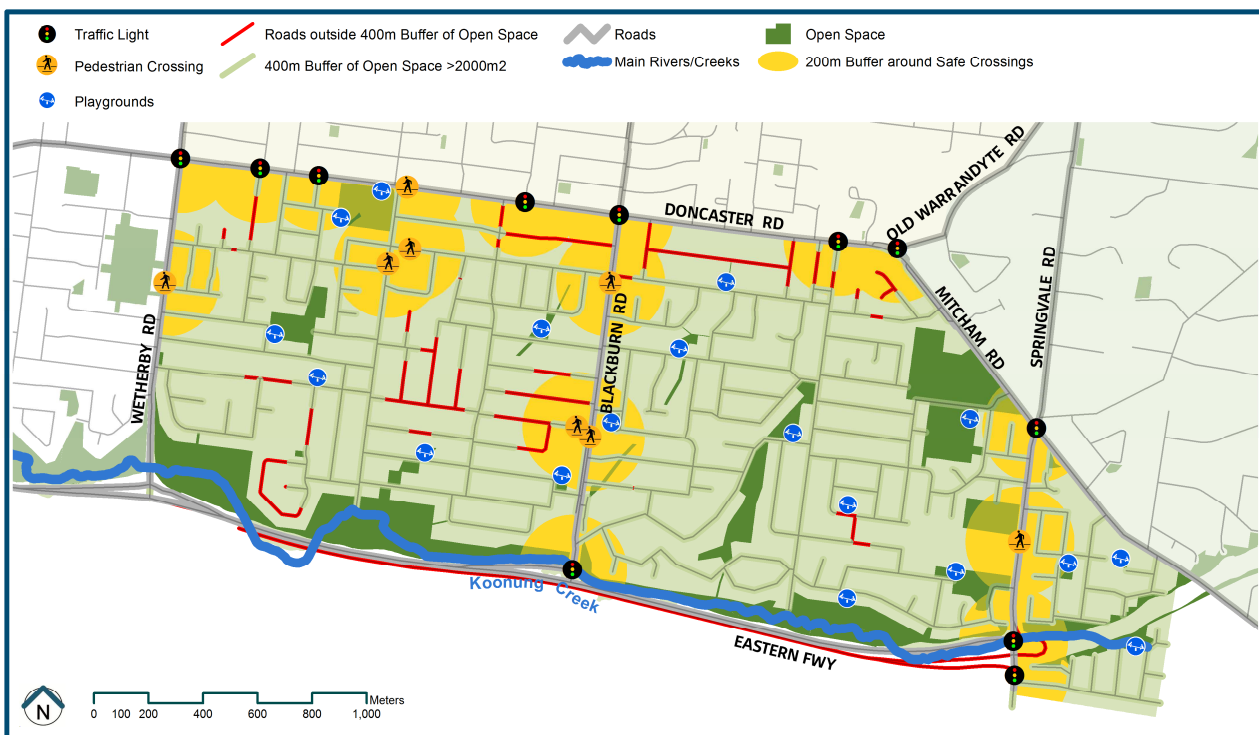 Traffic Light
Roads outside 400m Buffer of Open Space
Roads
Open Space
Pedestrian Crossing
400m Buffer of Open Space >2000m2
Main Rivers/Creeks
200m Buffer around Safe Crossings
Playgrounds
DONCASTER RD
OLD WARRANDYTE RD
MITCHAM RD
SPRINGVALE RD
WETHERBY RD
BLACKBURN RD
Koonung Creek
EASTERN FWY
N
Meters
0 100 200 400 600 800 1,000